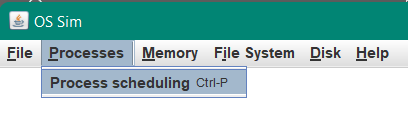 OS Sim
File Processes Memory File System Disk Help
Process scheduling Ctrl-P